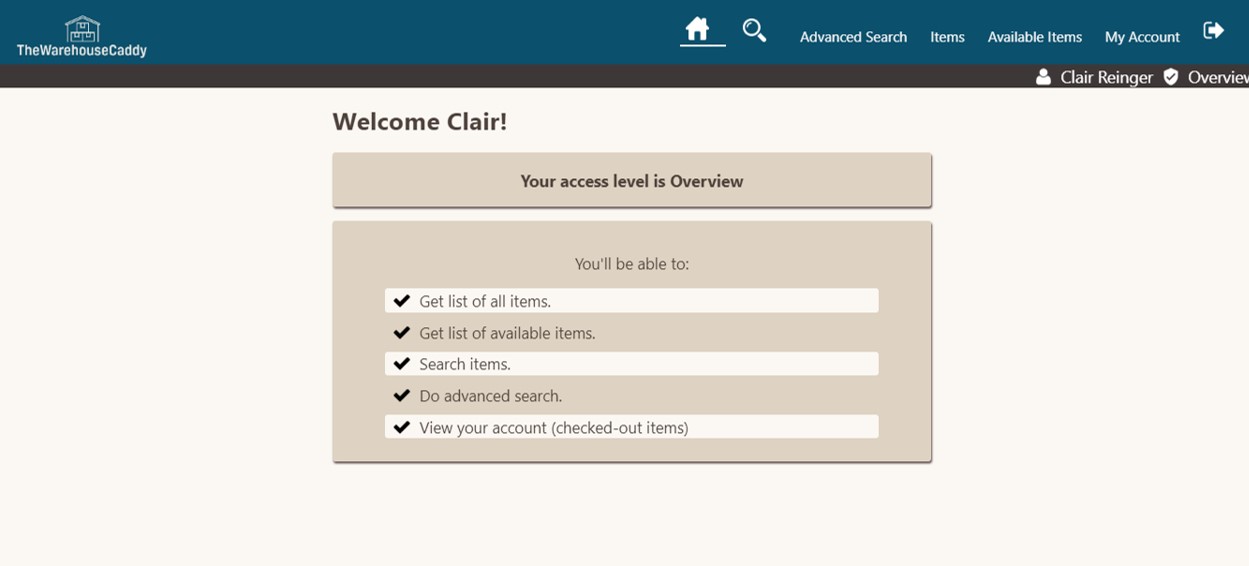 TheWarehouseCaddy
Advanced Search Items Available Items My Account
Clair Reinger Overview
Welcome Clair!
Your access level is Overview
You'll be able to:
Get list of all items.
Get list of available items.
Search items.
Do advanced search.
View your account (checked-out items)